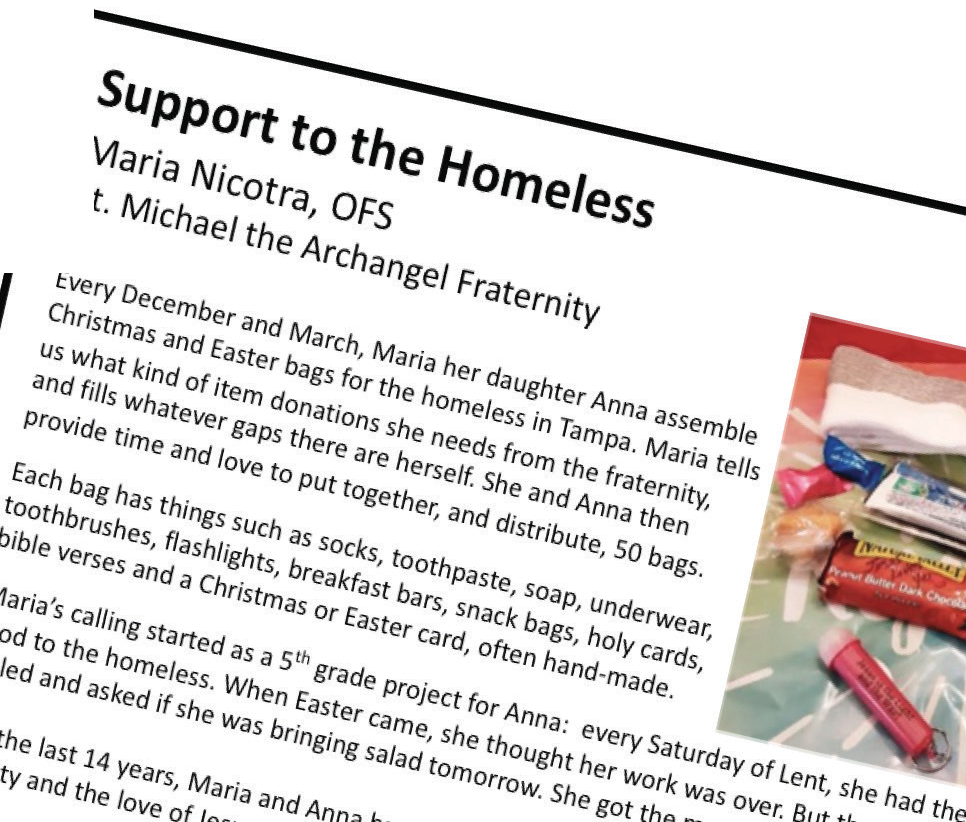 Support to the Homeless
Maria Nicotra, OFS
t. Michael the Archangel Fraternity
Every December and March, Maria her daughter Anna assemble
Christmas and Easter bags for the homeless in Tampa. Maria tells
us what kind of item donations she needs from the fraternity,
and fills whatever gaps there are herself. She and Anna then
provide time and love to put together, and distribute, 50 bags.
Each bag has things such as socks, toothpaste, soap, underwear,
toothbrushes, flashlights, breakfast bars, snack bags, holy cards,
bible verses and a Christmas or Easter card, often hand-made.
Maria's calling started as a 5th grade project for Anna: every Saturday of Lent, she had the
od to the homeless. When Easter came, she thought her work was over. But
led and asked if she was bringing salad tomorrow. She got the
the last 14 years, Maria and Anna
ty and the love of
Nature Valley
Peanut Butter Dark